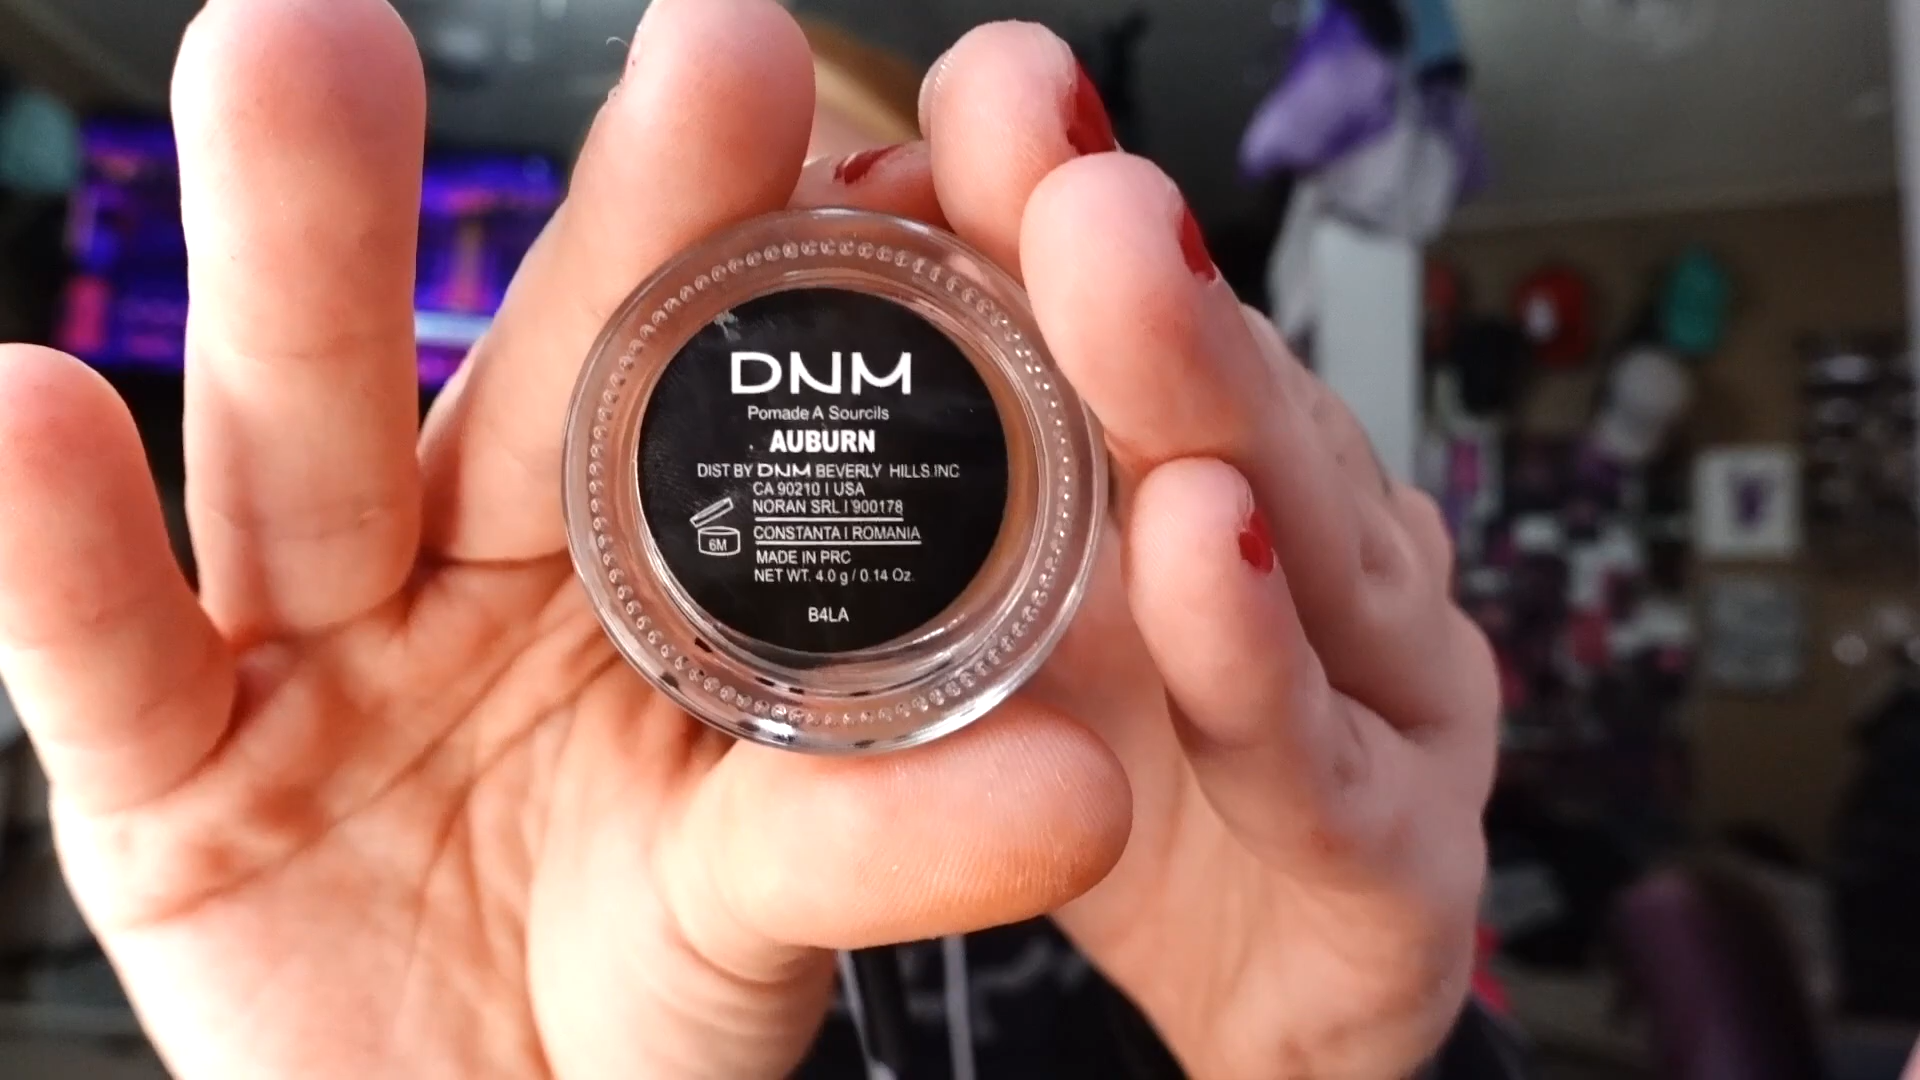 DNM
Pomade A Sourcils
AUBURN
DIST BY DNM BEVERLY HILLS.INC
CA 90210 | USA
NORAN SRL | 900178
CONSTANTA | ROMANIA
6M
MADE IN PRC
NET WT. 4.0 g / 0.14 Oz.
B4LA